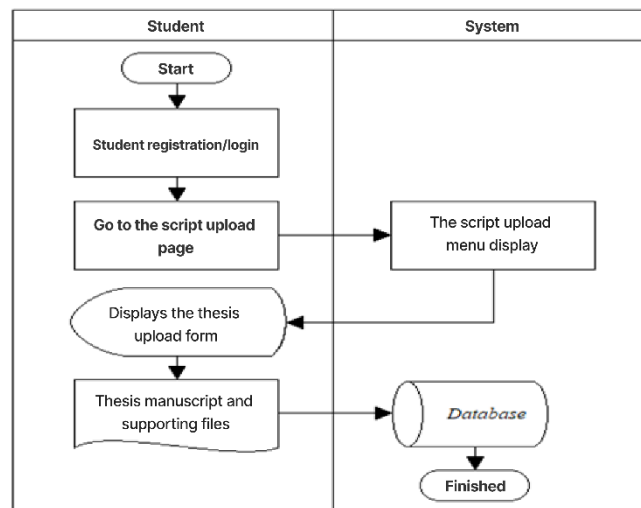 Student
System
Start
Student registration/login
Go to the script upload
page
The script upload
menu display
Displays the thesis
upload form
Thesis manuscript and
supporting files
Database
Finished